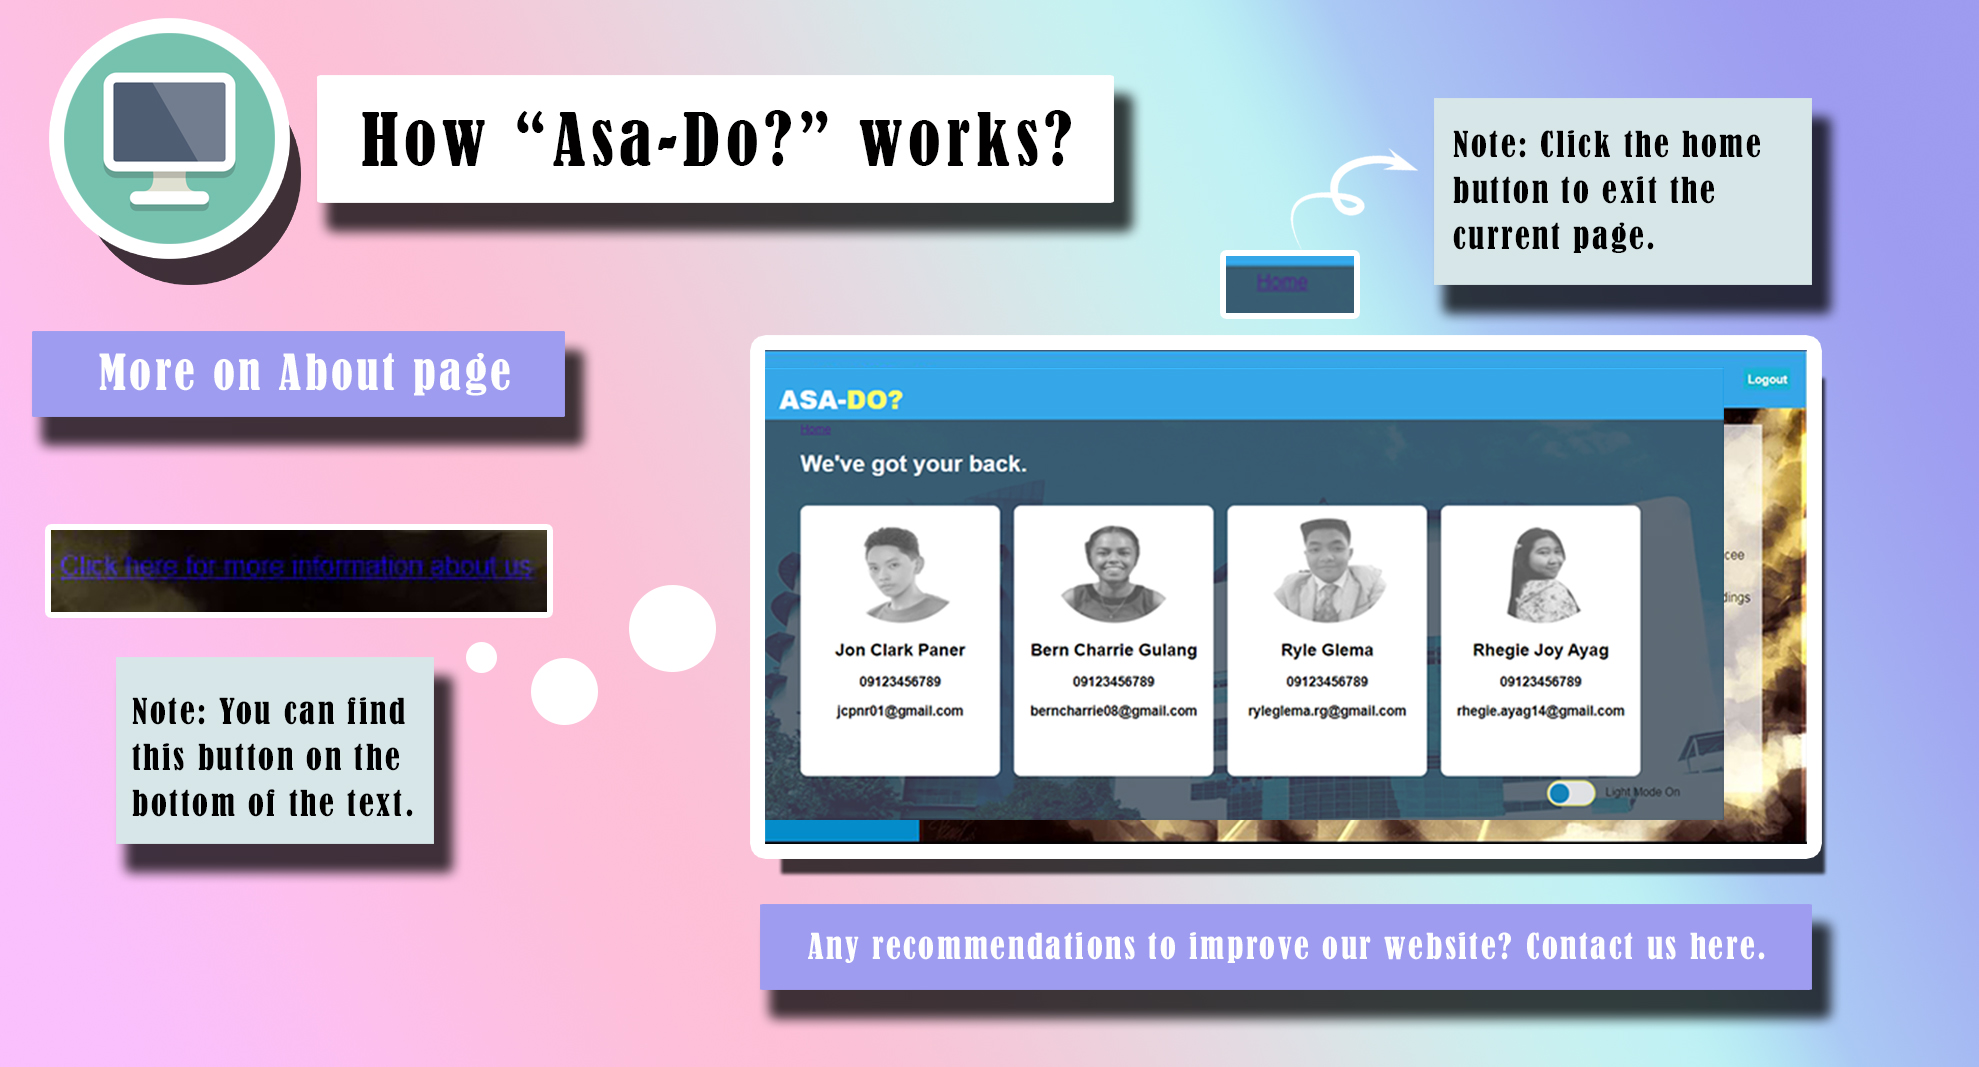 How “Asa-Do?” works?
Note: Click the home
button to exit the
current page.
Home
More on About page
Click here for more information about us
Note: You can find
this button on the
bottom of the text.
Logout
ASA-DO?
Home
We've got your back.
Jon Clark Paner
09123456789
jcpnr01@gmail.com
Bern Charrie Gulang
09123456789
berncharrie08@gmail.com
Ryle Glema
09123456789
ryleglema.rg@gmail.com
Rhegie Joy Ayag
09123456789
rhegie.ayag14@gmail.com
cee
dings
Light Mode On
Any recommendations to improve our website? Contact us here.